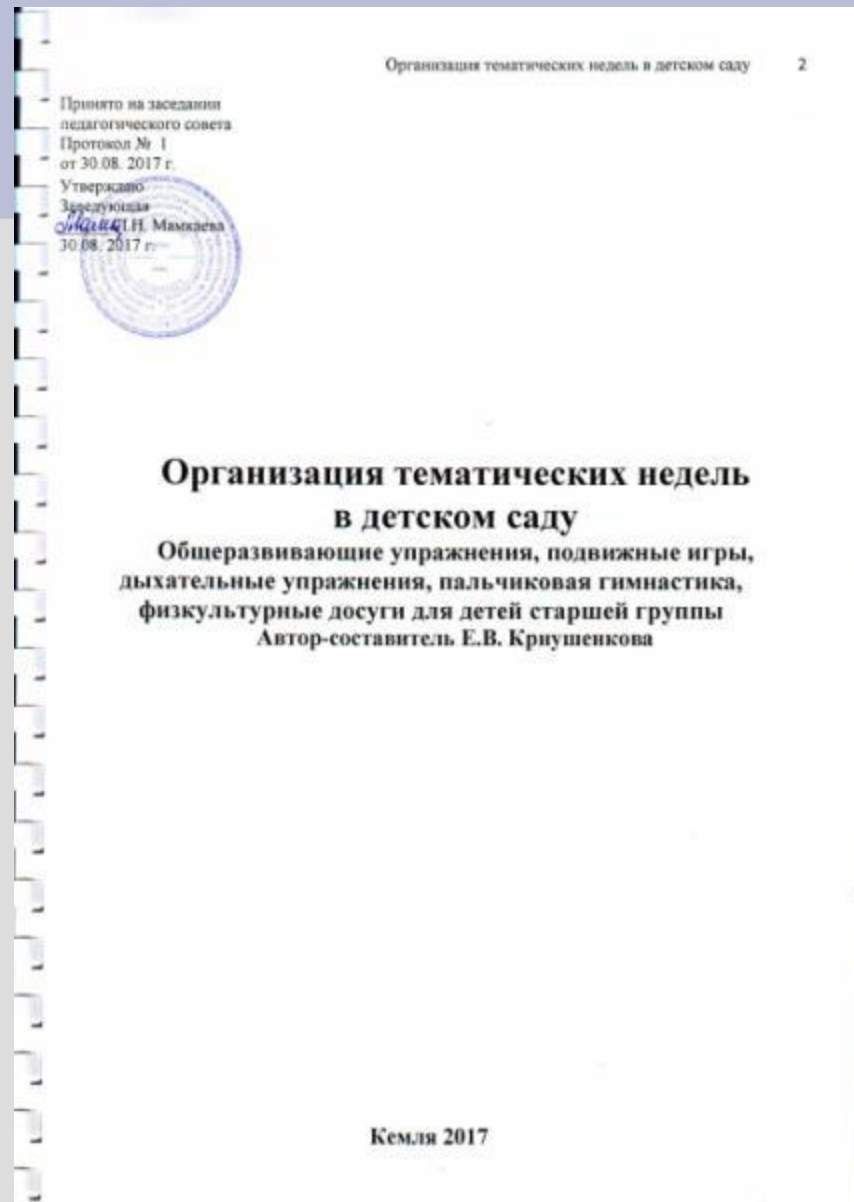 Организация тематических недель в детском саду 2
Принято на заседании
педагогического совета
Протокол № 1
от 30.08. 2017 г.
Утверждаю
Заведующая
Н. Мамкаева
30.08. 2017 г.
Организация тематических недель
в детском саду
Общеразвивающие упражнения, подвижные игры,
дыхательные упражнения, пальчиковая гимнастика,
физкультурные досуги для детей старшей группы
Автор-составитель Е.В. Криушенкова
Кемля 2017